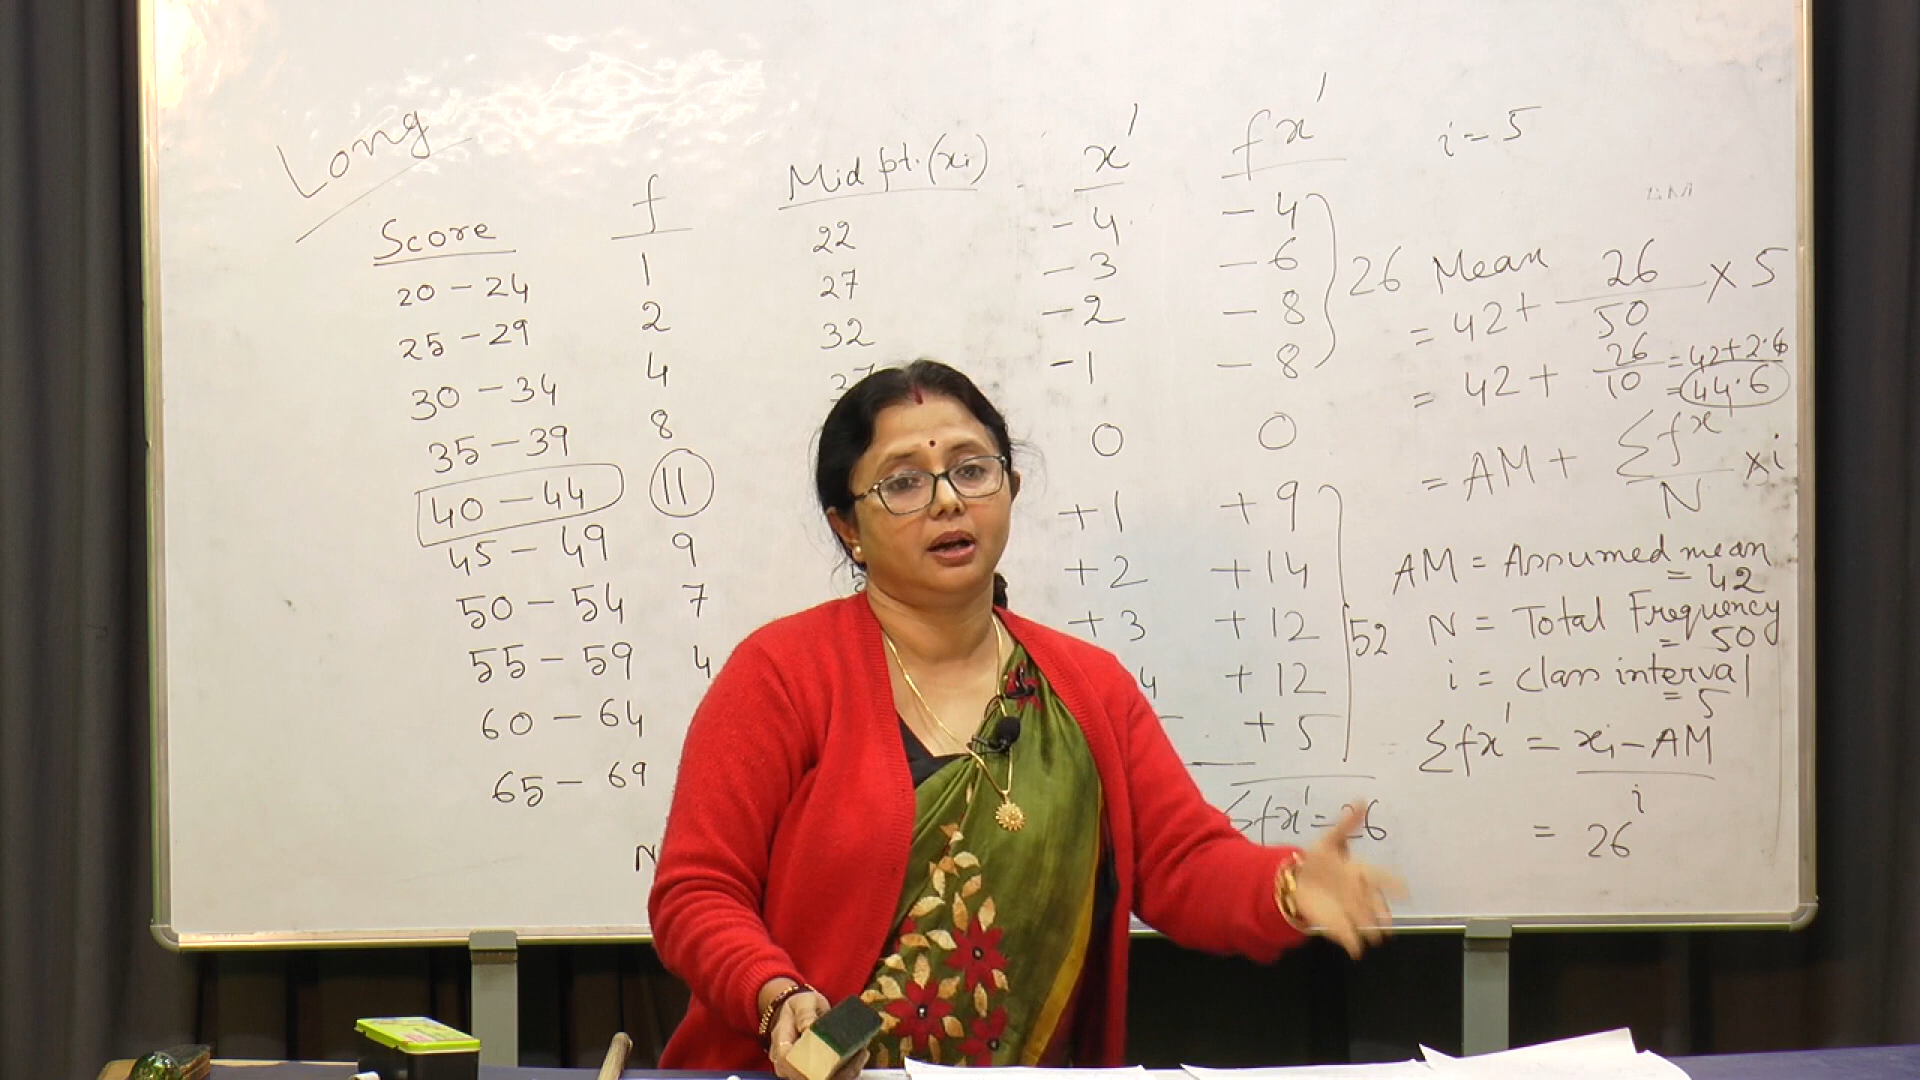 Long
Score f Mid pt. (xi) x' fx' i = 5
20 - 24 1 22 - 4 - 4
25 - 29 2 27 - 3 - 6
30 - 34 4 32 - 2 - 8
35 - 39 8 37 - 1 - 8
26
40 - 44 11 0 0
45 - 49 9 + 1 + 9
50 - 54 7 + 2 + 14
55 - 59 4 + 3 + 12
60 - 64 4 + 12
65 - 69 + 5
52
N
Σfx' = 26
Mean
= 42 + 26/50 × 5
= 42 + 26/10 = 42 + 2.6
= 44.6
= AM + Σfx'/N × i
AM = Assumed mean
= 42
N = Total Frequency
= 50
i = class interval
= 5
Σfx' = xi - AM / i
= 26